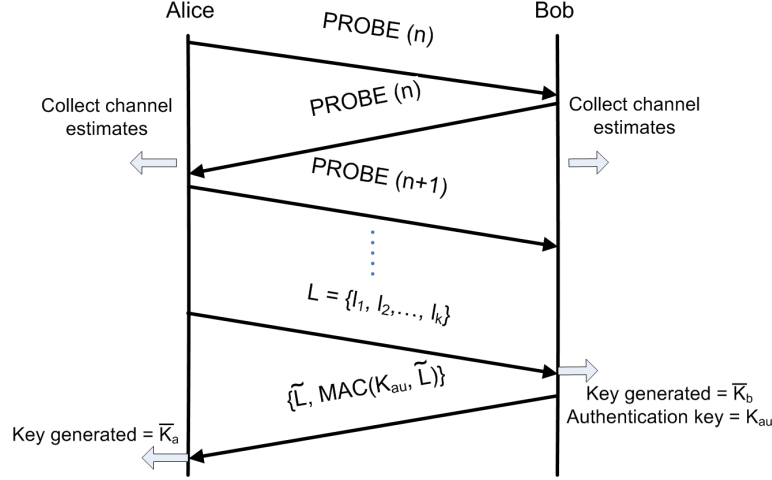 Alice
Bob
PROBE (n)
PROBE (n)
Collect channel
estimates
Collect channel
estimates
PROBE (n+1)
L = {l₁, l₂,..., lₖ}
{L̃, MAC(Kₐᵤ, L̃)}
Key generated = K̅b
Authentication key = Kₐᵤ
Key generated = K̅ₐ